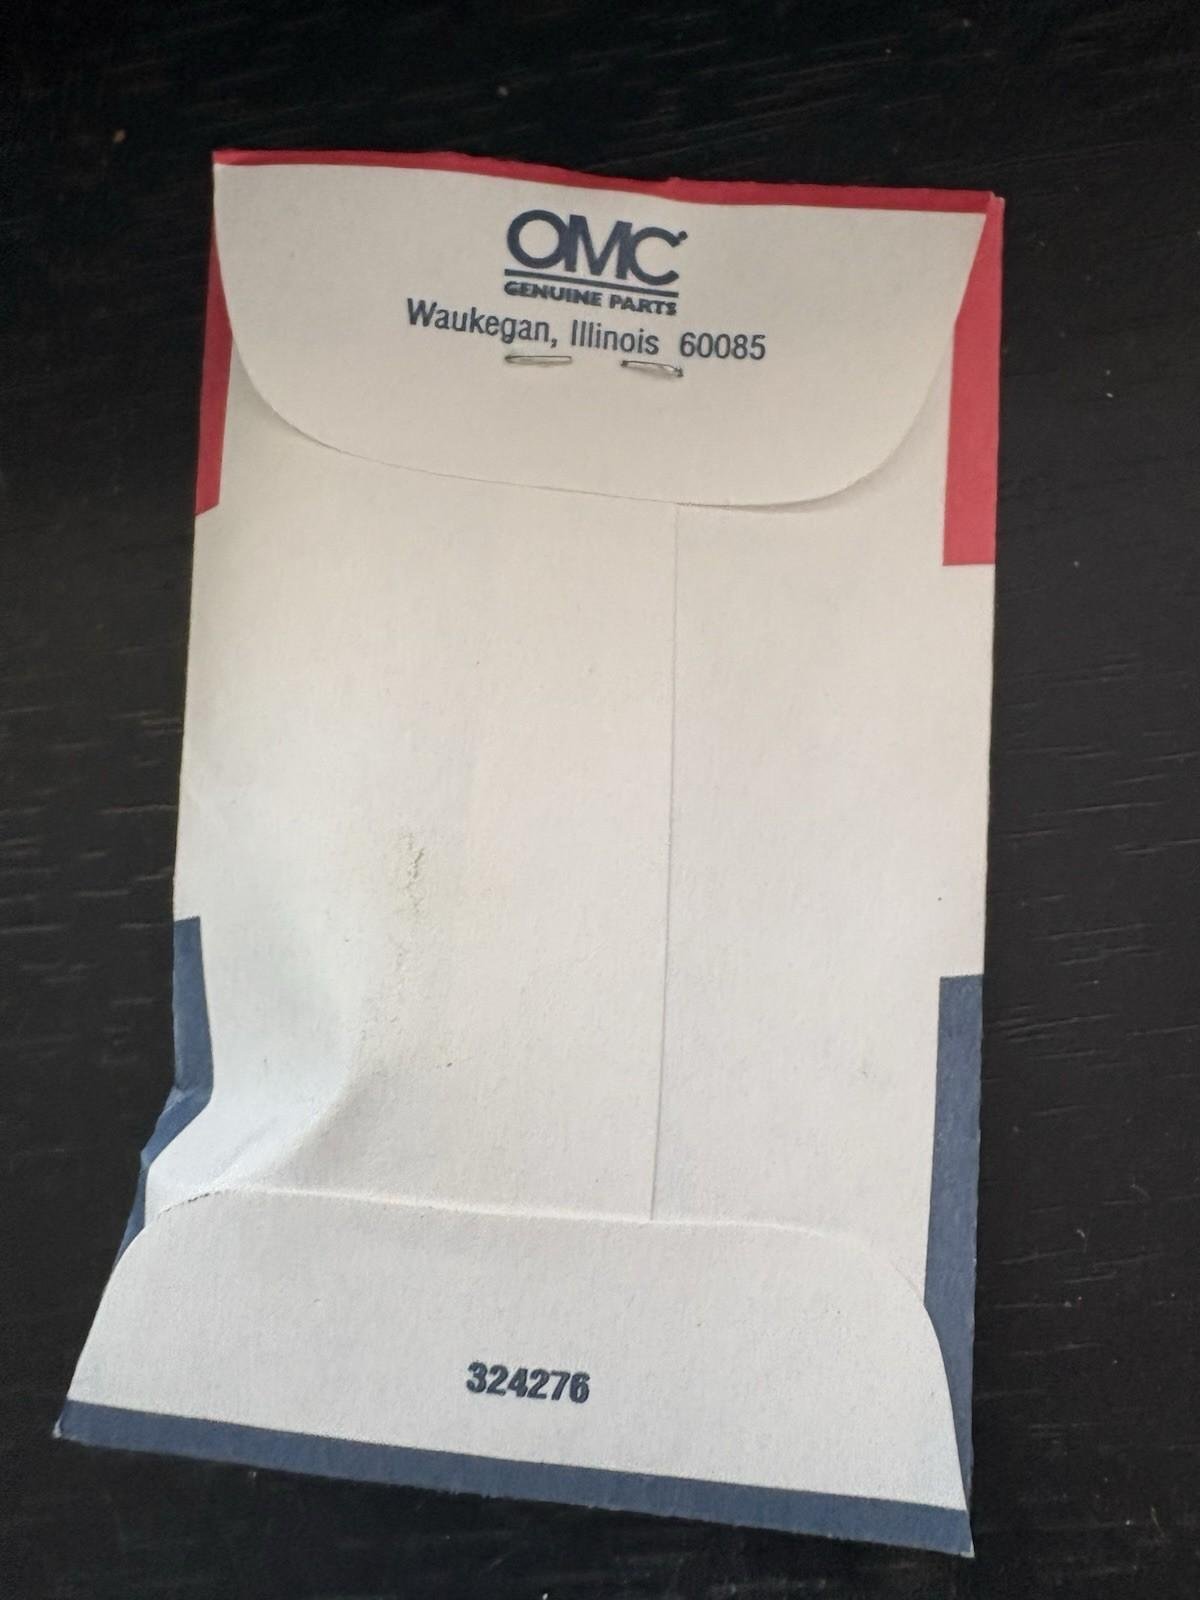 OMC
GENUINE PARTS
Waukegan, Illinois 60085
324276